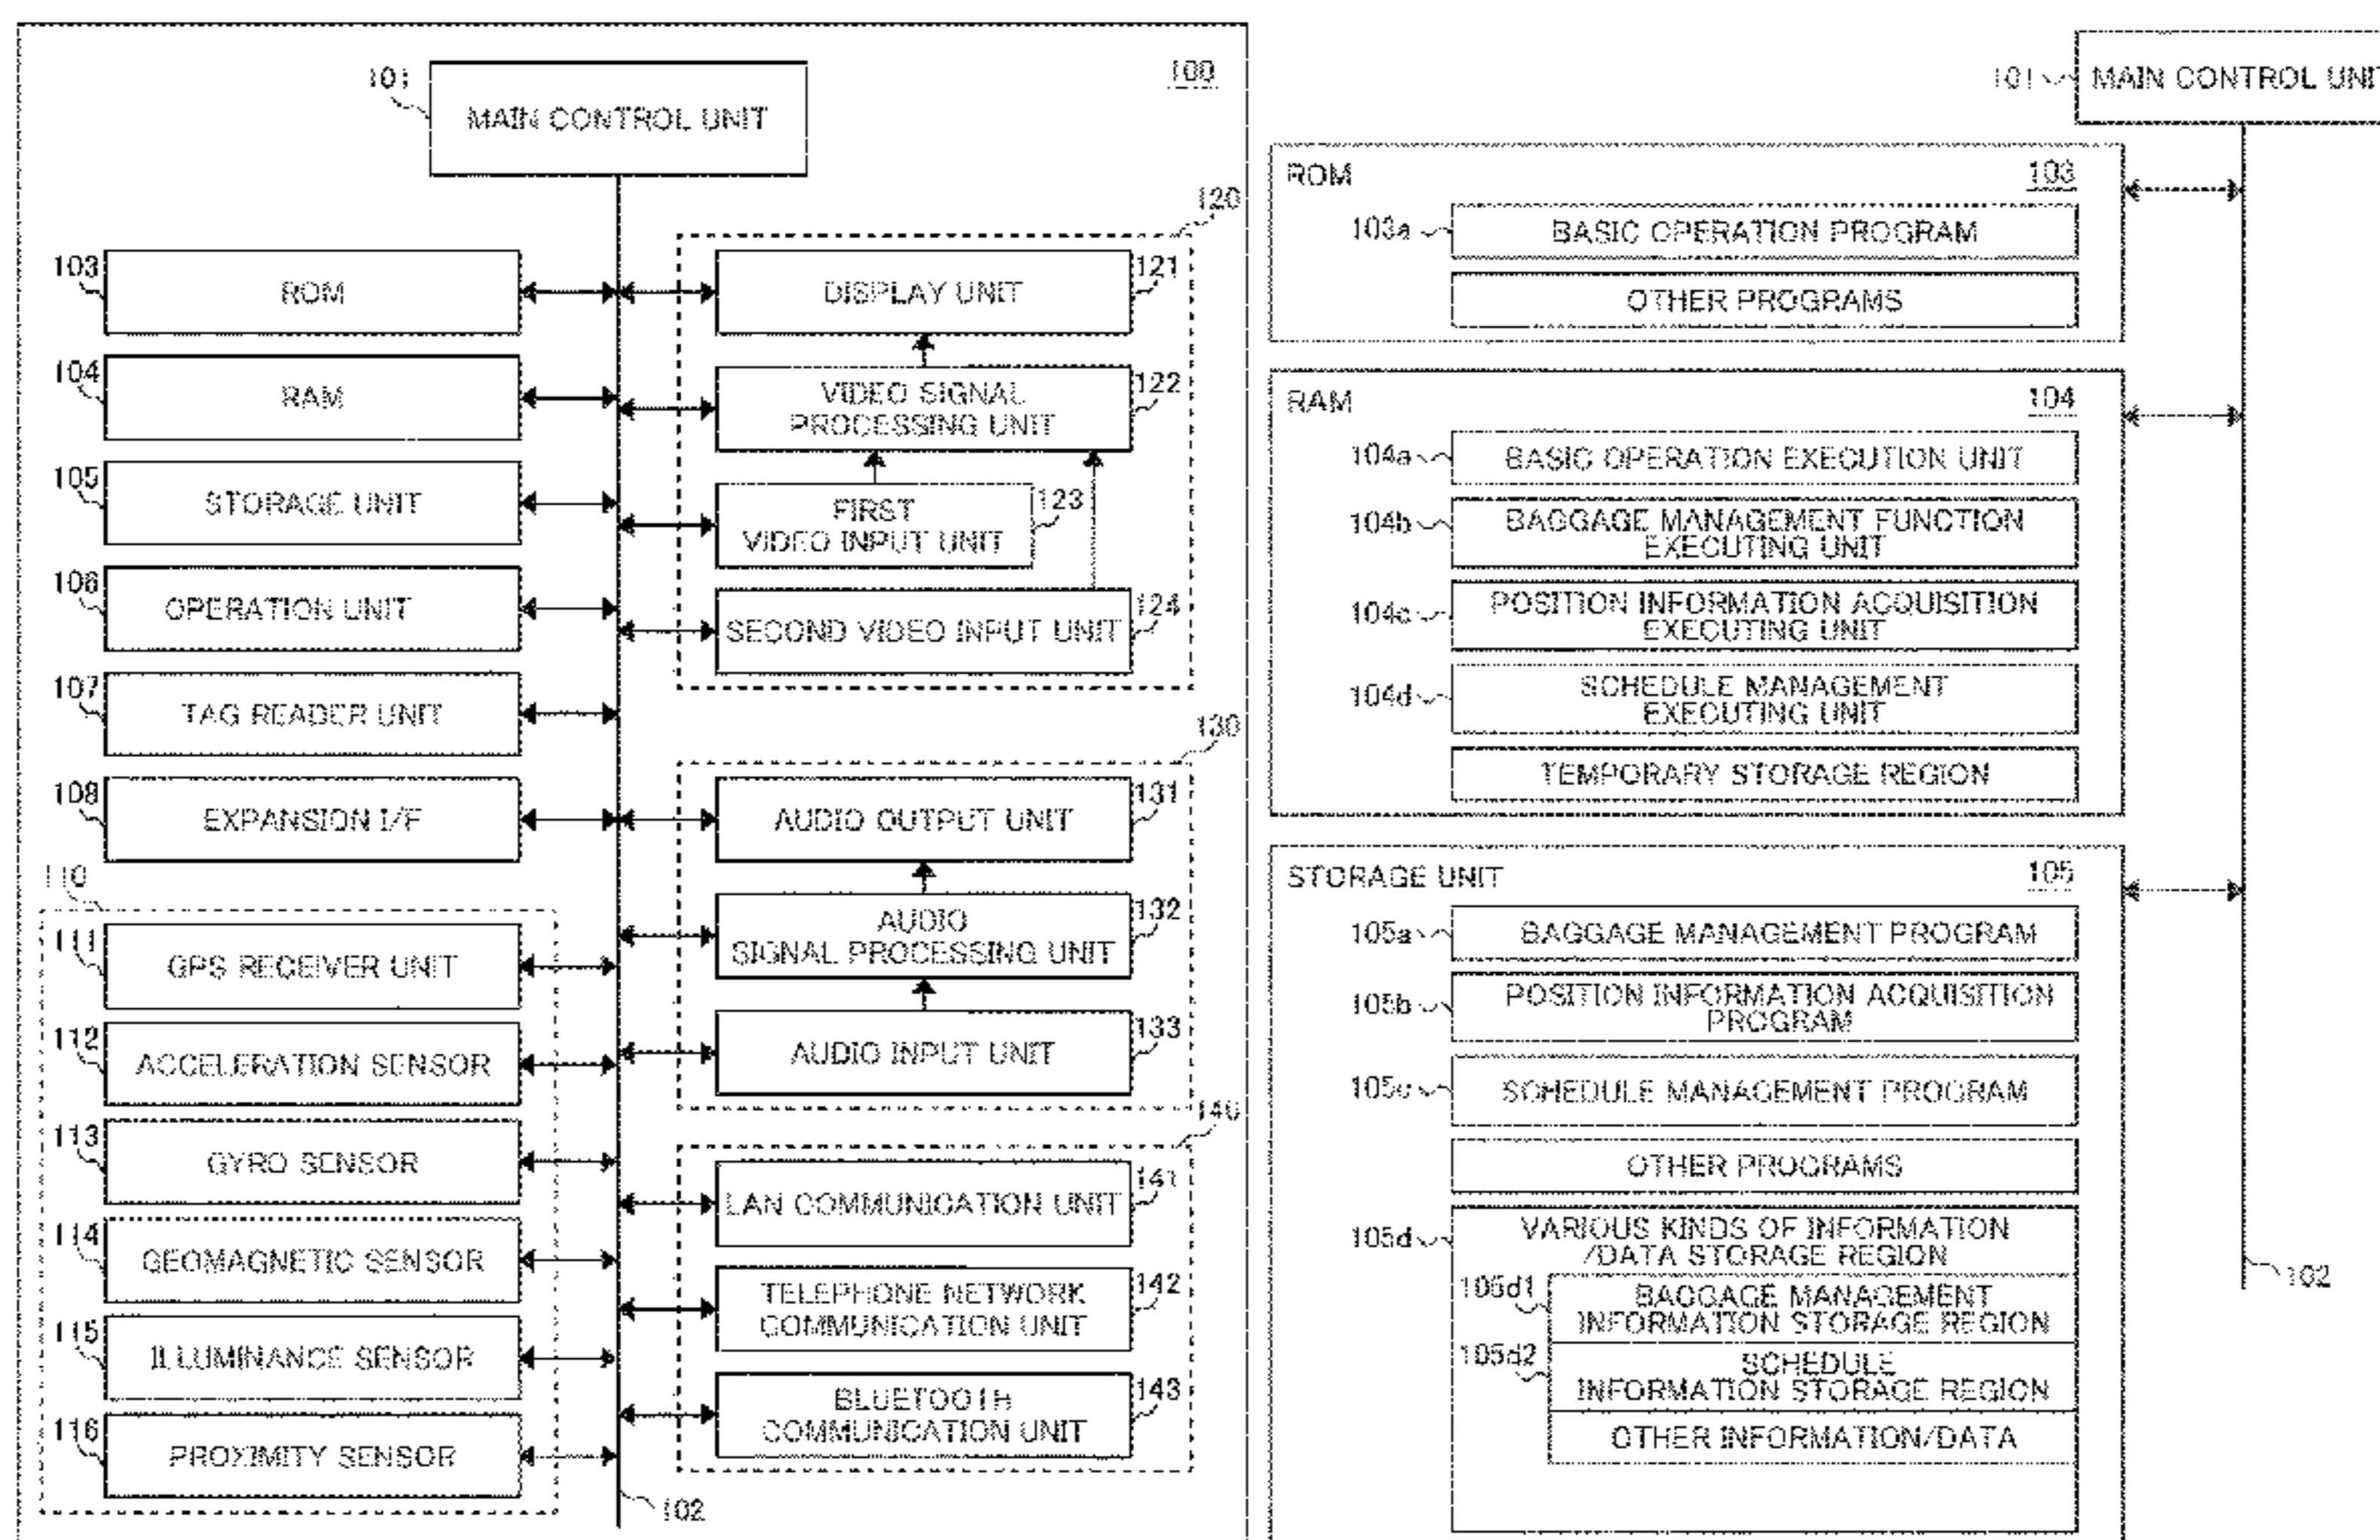 100
101
MAIN CONTROL UNIT
103
ROM
104
RAM
105
STORAGE UNIT
106
OPERATION UNIT
107
TAG READER UNIT
108
EXPANSION I/F
110
111
GPS RECEIVER UNIT
112
ACCELERATION SENSOR
113
GYRO SENSOR
114
GEOMAGNETIC SENSOR
115
ILLUMINANCE SENSOR
116
PROXIMITY SENSOR
102
120
121
DISPLAY UNIT
122
VIDEO SIGNAL
PROCESSING UNIT
123
FIRST
VIDEO INPUT UNIT
124
SECOND VIDEO INPUT UNIT
130
131
AUDIO OUTPUT UNIT
132
AUDIO
SIGNAL PROCESSING UNIT
133
AUDIO INPUT UNIT
140
141
LAN COMMUNICATION UNIT
142
TELEPHONE NETWORK
COMMUNICATION UNIT
143
BLUETOOTH
COMMUNICATION UNIT
101
MAIN CONTROL UNIT
ROM
103
103a
BASIC OPERATION PROGRAM
OTHER PROGRAMS
RAM
104
104a
BASIC OPERATION EXECUTION UNIT
104b
BAGGAGE MANAGEMENT FUNCTION
EXECUTING UNIT
104c
POSITION INFORMATION ACQUISITION
EXECUTING UNIT
104d
SCHEDULE MANAGEMENT
EXECUTING UNIT
TEMPORARY STORAGE REGION
STORAGE UNIT
105
105a
BAGGAGE MANAGEMENT PROGRAM
105b
POSITION INFORMATION ACQUISITION
PROGRAM
105c
SCHEDULE MANAGEMENT PROGRAM
OTHER PROGRAMS
105d
VARIOUS KINDS OF INFORMATION
/DATA STORAGE REGION
105d1
BAGGAGE MANAGEMENT
INFORMATION STORAGE REGION
105d2
SCHEDULE
INFORMATION STORAGE REGION
OTHER INFORMATION/DATA
102